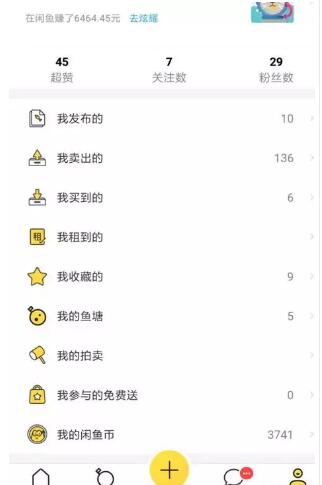 在闲鱼赚了6464.45元 去炫耀
45 7 29
超赞 关注数 粉丝数
我发布的 10
我卖出的 136
我买到的 6
租 我租到的
我收藏的 9
我的鱼塘 5
我的拍卖
我参与的免费送 0
我的闲鱼币 3741